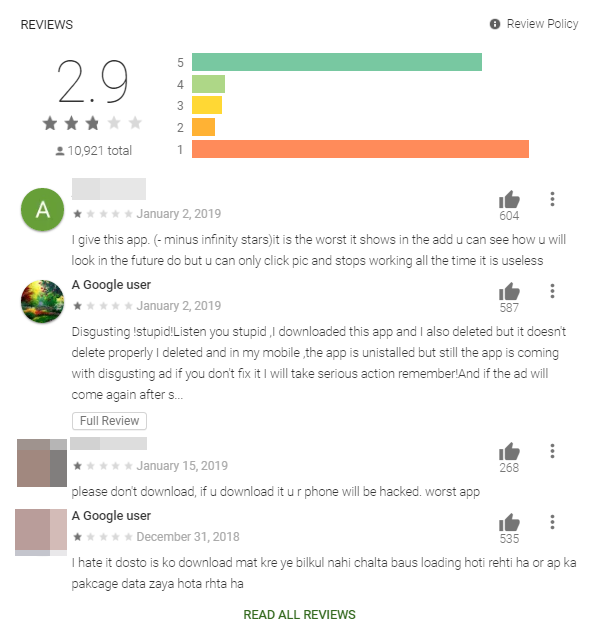 REVIEWS
Review Policy
2.9
10,921 total
5
4
3
2
1
A
January 2, 2019
604
I give this app. (- minus infinity stars)it is the worst it shows in the add u can see how u will
look in the future do but u can only click pic and stops working all the time it is useless
A Google user
January 2, 2019
587
Disgusting !stupid!Listen you stupid ,I downloaded this app and I also deleted but it doesn't
delete properly I deleted and in my mobile ,the app is unistalled but still the app is coming
with disgusting ad if you don't fix it I will take serious action remember!And if the ad will
come again after s...
Full Review
January 15, 2019
268
please don't download, if u download it u r phone will be hacked. worst app
A Google user
December 31, 2018
535
I hate it dosto is ko download mat kre ye bilkul nahi chalta baus loading hoti rehti ha or ap ka
pakcage data zaya hota rhta ha
READ ALL REVIEWS